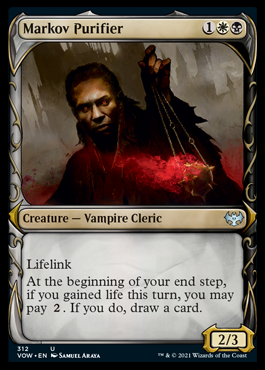 Markov Purifier 1
Creature — Vampire Cleric
Lifelink
At the beginning of your end step,
if you gained life this turn, you may
pay 2. If you do, draw a card.
2/3
312 U
VOW • EN SAMUEL ARAYA ™ & © 2021 Wizards of the Coast